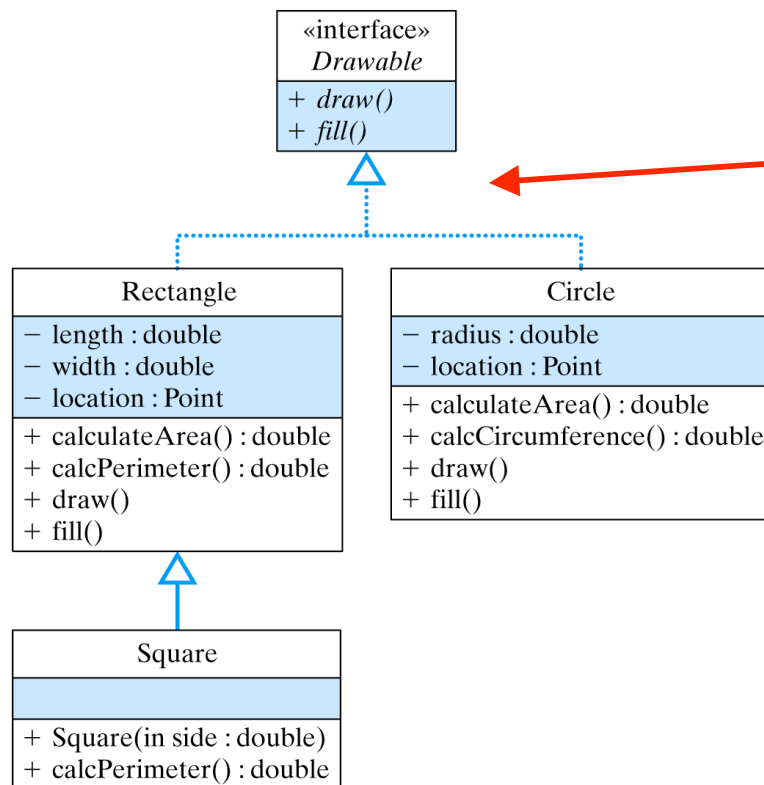 «interface»
Drawable
+ draw()
+ fill()
Rectangle
− length : double
− width : double
− location : Point
+ calculateArea() : double
+ calcPerimeter() : double
+ draw()
+ fill()
Circle
− radius : double
− location : Point
+ calculateArea() : double
+ calcCircumference() : double
+ draw()
+ fill()
Square
+ Square(in side : double)
+ calcPerimeter() : double